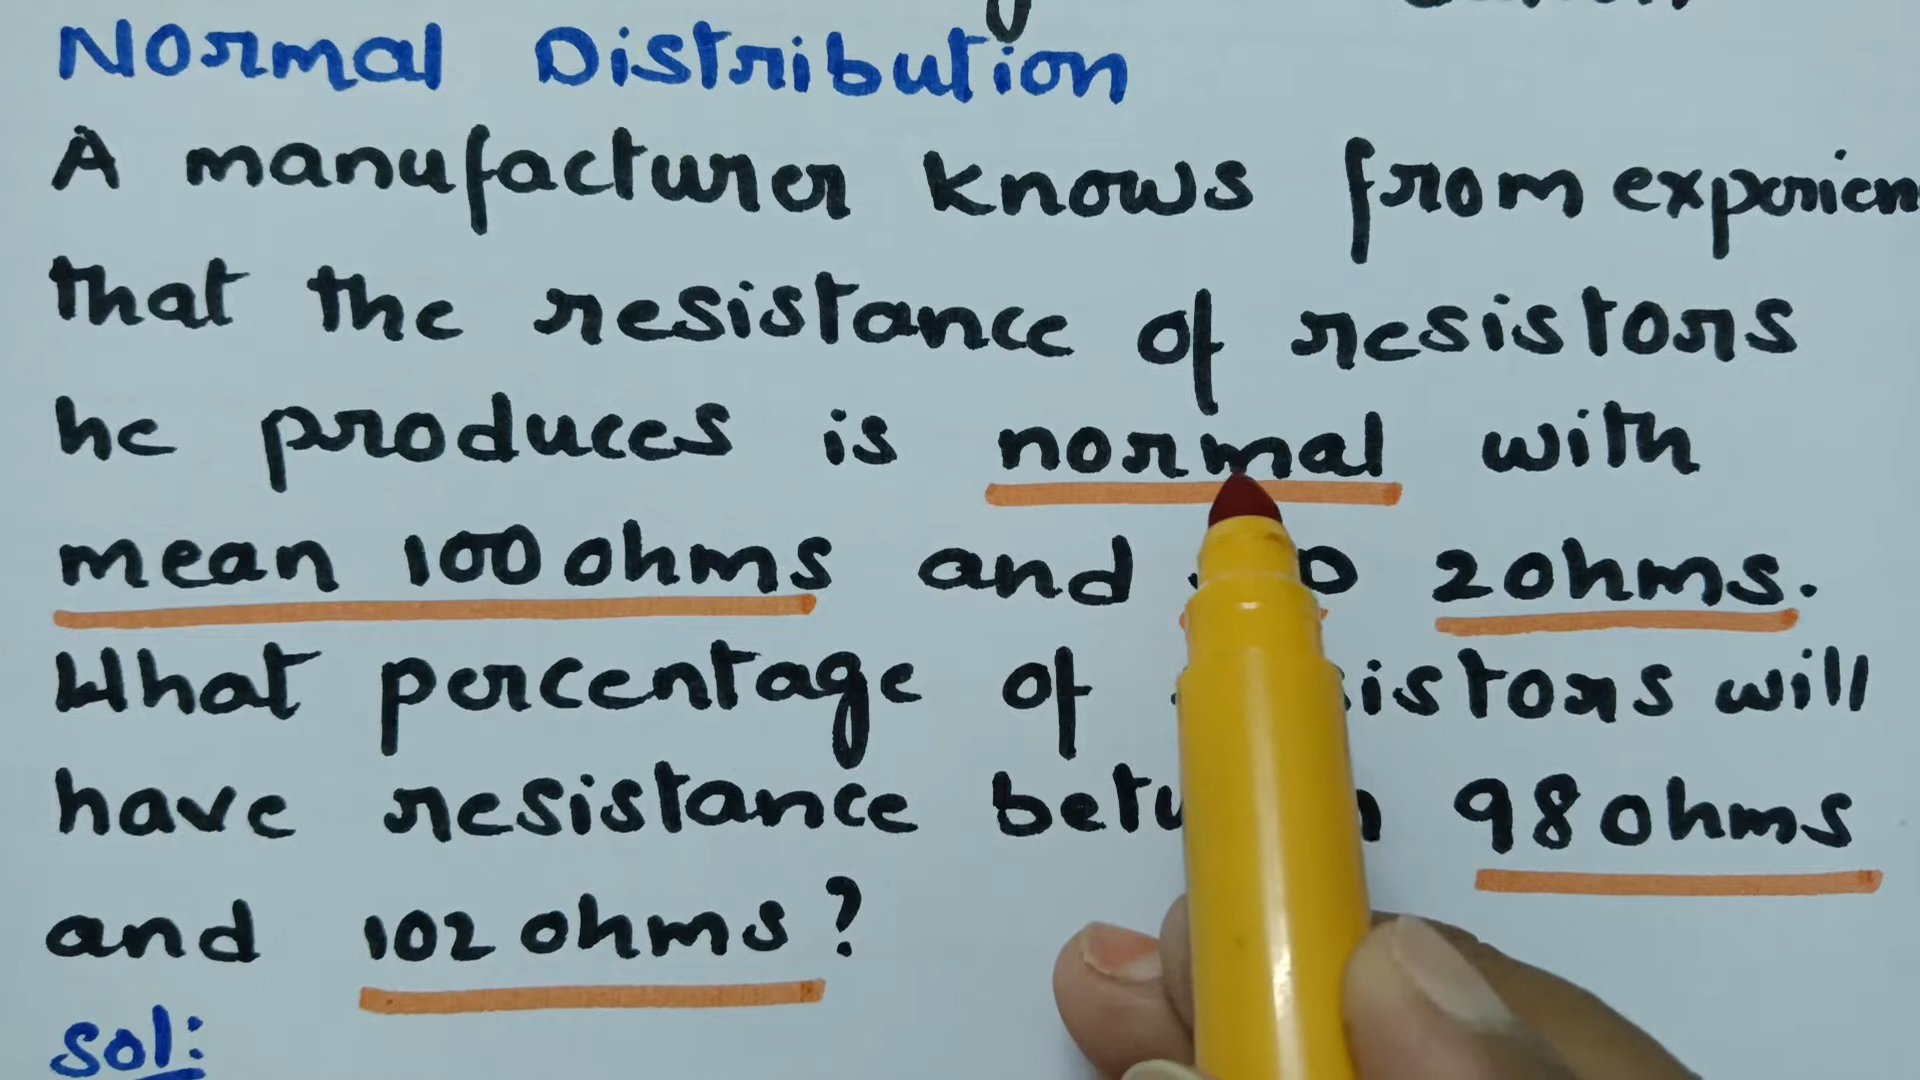 Normal Distribution
A manufacturer knows from experien
that the resistance of resistors
he produces is normal with
mean 100 ohms and 2 ohms.
What percentage of will
have resistance 98 ohms
and 102 ohms?
Sol: